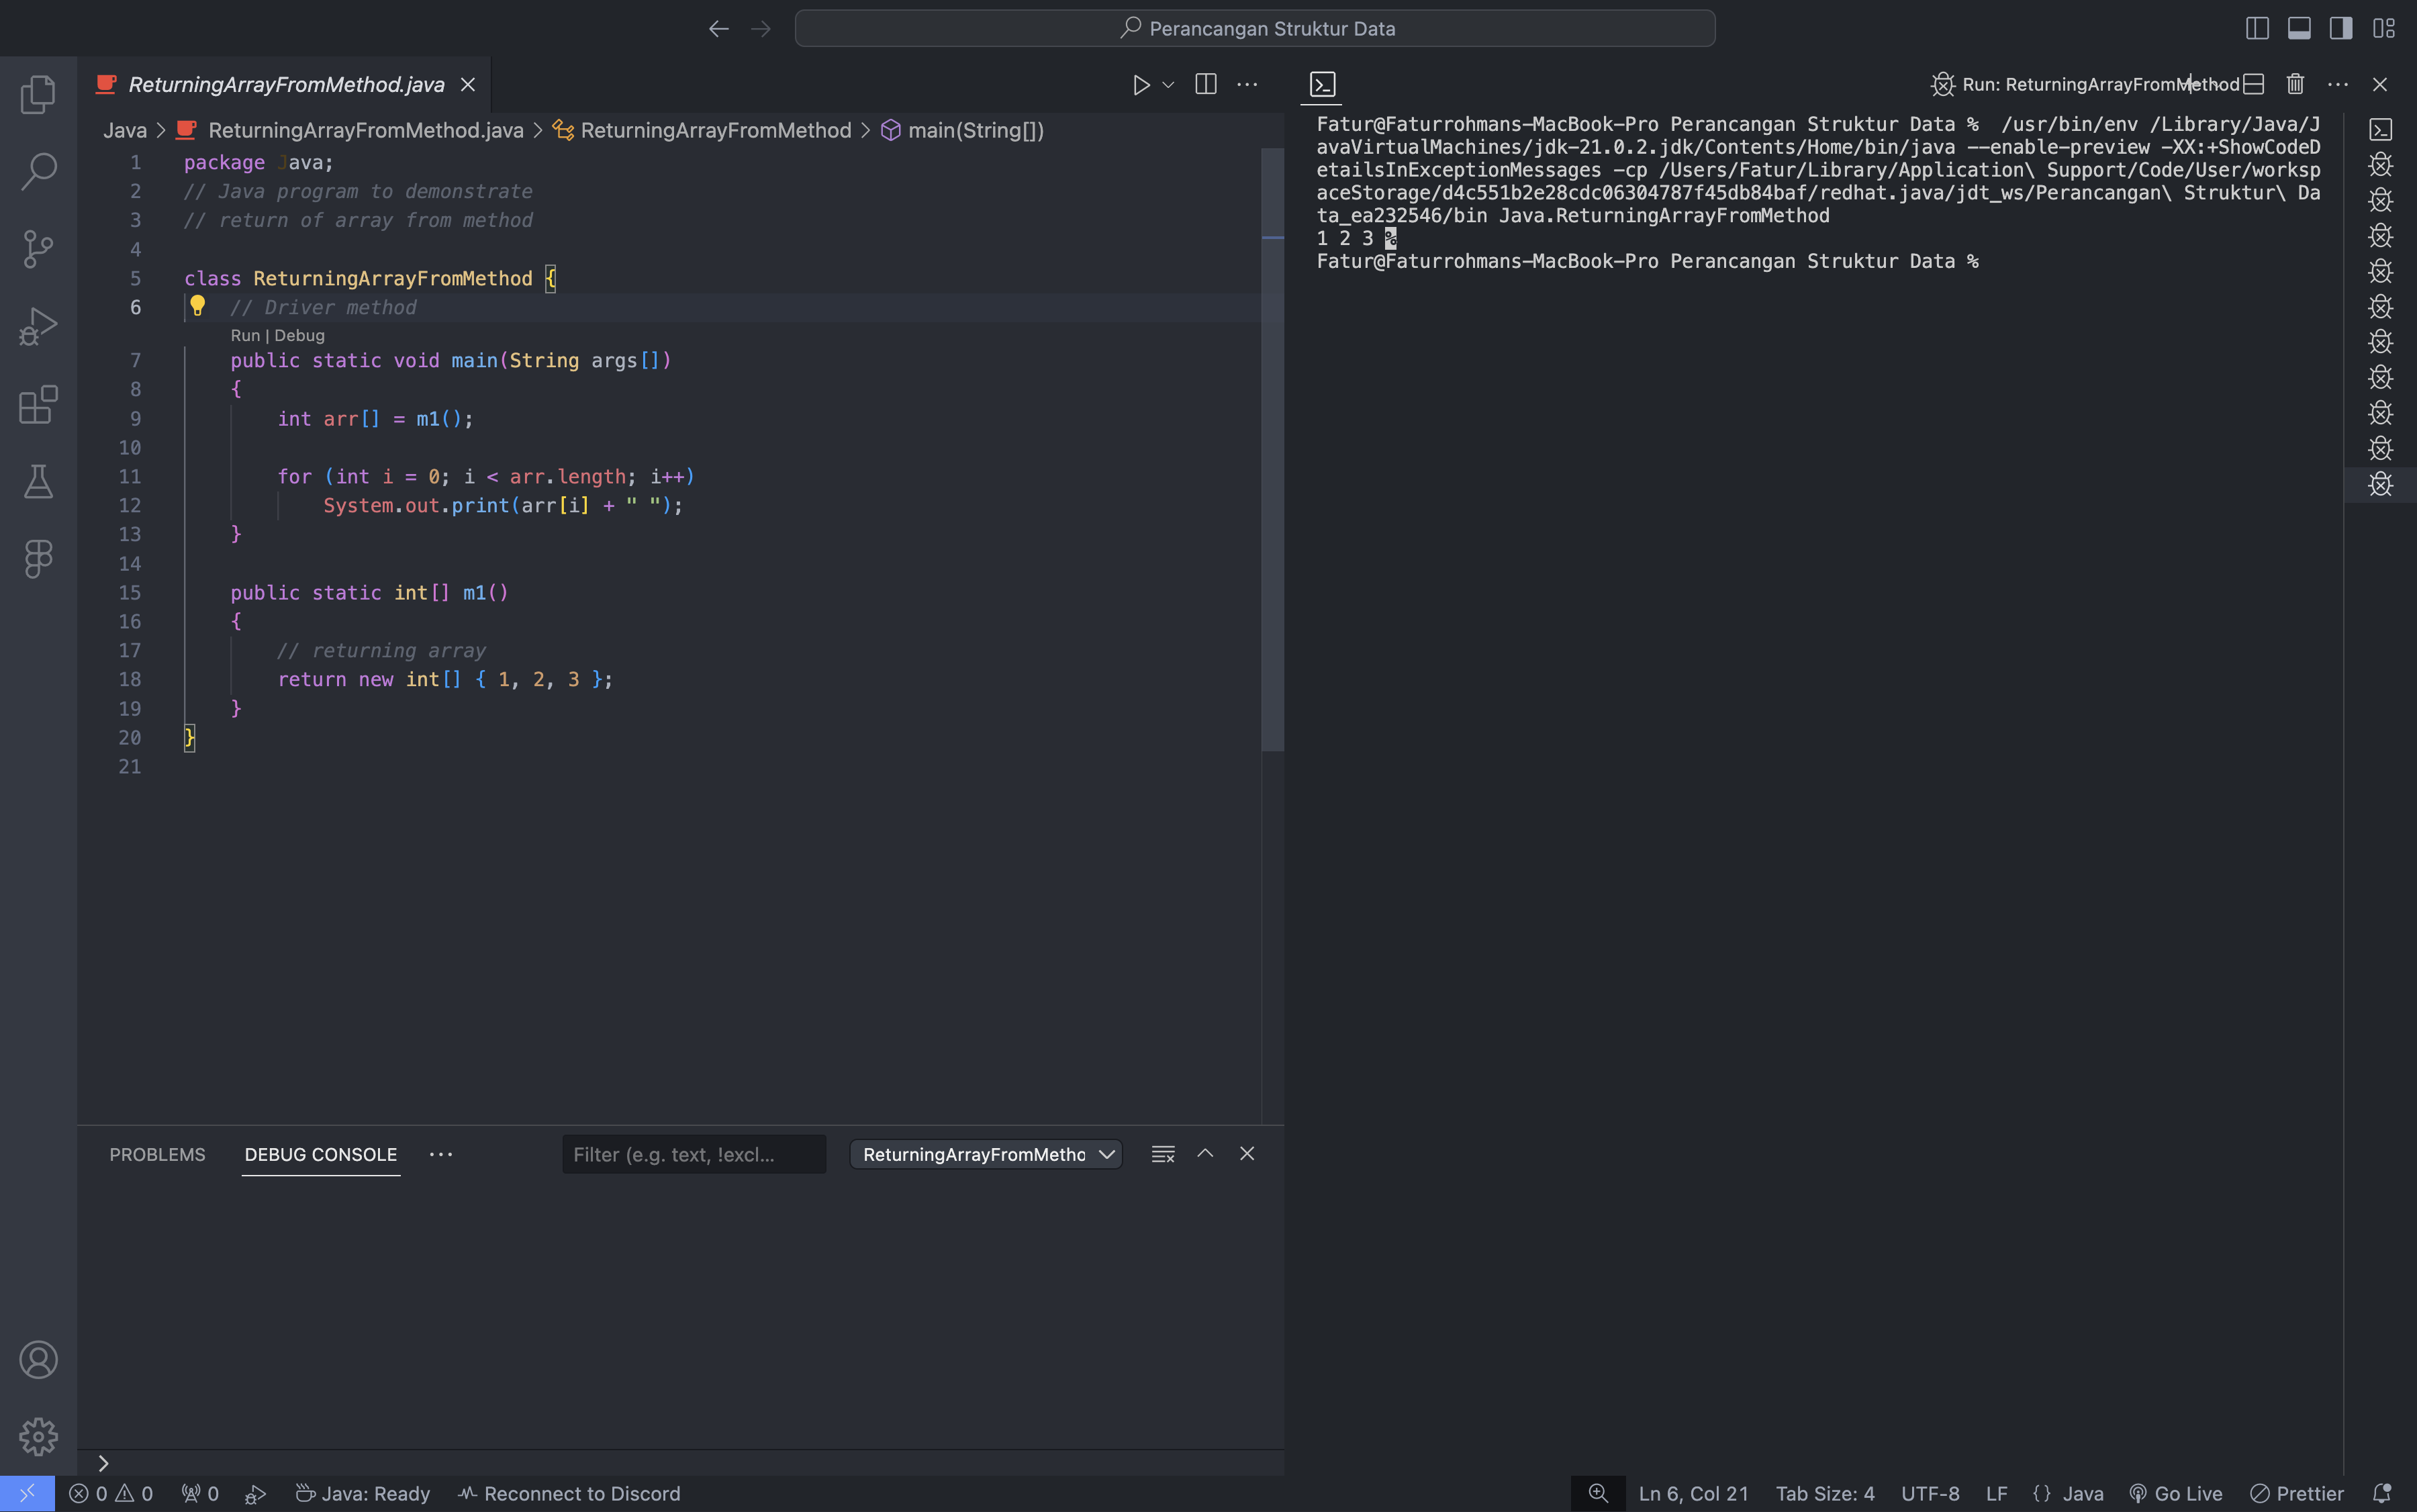 Perancangan Struktur Data
ReturningArrayFromMethod.java
Java > ReturningArrayFromMethod.java > ReturningArrayFromMethod > main(String[])
1 package Java;
2 // Java program to demonstrate
3 // return of array from method
4
5 class ReturningArrayFromMethod {
6 // Driver method
Run | Debug
7 public static void main(String args[])
8 {
9 int arr[] = m1();
10
11 for (int i = 0; i < arr.length; i++)
12 System.out.print(arr[i] + " ");
13 }
14
15 public static int[] m1()
16 {
17 // returning array
18 return new int[] { 1, 2, 3 };
19 }
20 }
21
PROBLEMS DEBUG CONSOLE ...
Filter (e.g. text, !excl... ReturningArrayFromMetho
>
Run: ReturningArrayFromMethod
Fatur@Faturrohmans-MacBook-Pro Perancangan Struktur Data %  /usr/bin/env /Library/Java/J
avaVirtualMachines/jdk-21.0.2.jdk/Contents/Home/bin/java --enable-preview -XX:+ShowCodeD
etailsInExceptionMessages -cp /Users/Fatur/Library/Application\ Support/Code/User/worksp
aceStorage/d4c551b2e28cdc06304787f45db84baf/redhat.java/jdt_ws/Perancangan\ Struktur\ Da
ta_ea232546/bin Java.ReturningArrayFromMethod
1 2 3 %
Fatur@Faturrohmans-MacBook-Pro Perancangan Struktur Data %
0 0 0 Java: Ready Reconnect to Discord Ln 6, Col 21 Tab Size: 4 UTF-8 LF {} Java Go Live Prettier